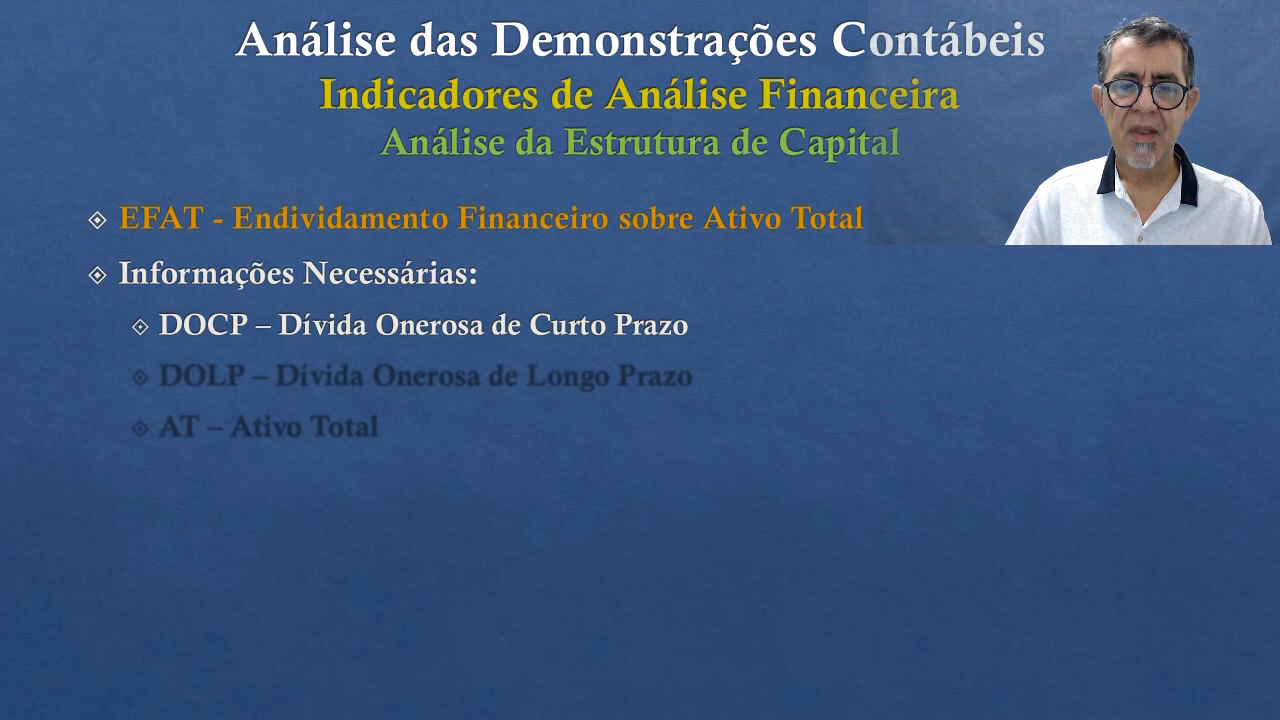 Análise das Demonstrações Contábeis
Indicadores de Análise Financeira
Análise da Estrutura de Capital
EFAT - Endividamento Financeiro sobre Ativo Total
Informações Necessárias:
DOCP – Dívida Onerosa de Curto Prazo
DOLP – Dívida Onerosa de Longo Prazo
AT – Ativo Total